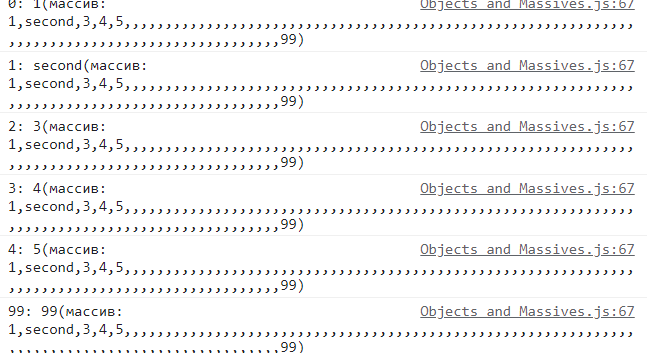 0: 1(массив: Objects and Massives.js:67
1,second,3,4,5,,,,,,,,,,,,,,,,,,,,,,,,,,,,,,,,,,,,,,,,,,,,,,,,,,,,,,,,,,,,,,
,,,,,,,,,,,,,,,,,,,,,,,,,,,,,,,,,99)
1: second(массив: Objects and Massives.js:67
1,second,3,4,5,,,,,,,,,,,,,,,,,,,,,,,,,,,,,,,,,,,,,,,,,,,,,,,,,,,,,,,,,,,,,,
,,,,,,,,,,,,,,,,,,,,,,,,,,,,,,,,,99)
2: 3(массив: Objects and Massives.js:67
1,second,3,4,5,,,,,,,,,,,,,,,,,,,,,,,,,,,,,,,,,,,,,,,,,,,,,,,,,,,,,,,,,,,,,,
,,,,,,,,,,,,,,,,,,,,,,,,,,,,,,,,,99)
3: 4(массив: Objects and Massives.js:67
1,second,3,4,5,,,,,,,,,,,,,,,,,,,,,,,,,,,,,,,,,,,,,,,,,,,,,,,,,,,,,,,,,,,,,,
,,,,,,,,,,,,,,,,,,,,,,,,,,,,,,,,,99)
4: 5(массив: Objects and Massives.js:67
1,second,3,4,5,,,,,,,,,,,,,,,,,,,,,,,,,,,,,,,,,,,,,,,,,,,,,,,,,,,,,,,,,,,,,,
,,,,,,,,,,,,,,,,,,,,,,,,,,,,,,,,,99)
99: 99(массив: Objects and Massives.js:67
1,second,3,4,5,,,,,,,,,,,,,,,,,,,,,,,,,,,,,,,,,,,,,,,,,,,,,,,,,,,,,,,,,,,,,,
,,,,,,,,,,,,,,,,,,,,,,,,,,,,,,,,,99)